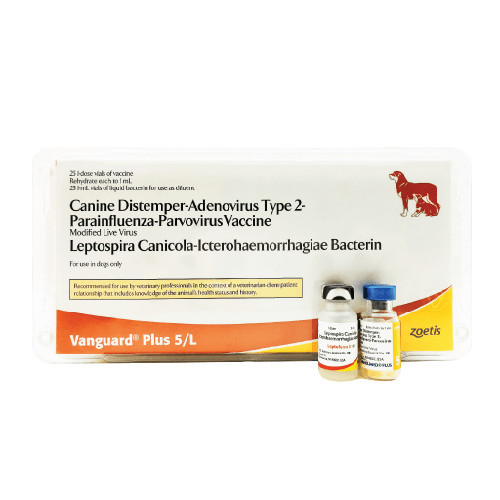 25 1-dose vials of vaccine
Rehydrate each to 1 mL.
25 1 mL vials of liquid bacterin for use as diluent.
Canine Distemper-Adenovirus Type 2-
Parainfluenza-Parvovirus Vaccine
Modified Live Virus
Leptospira Canicola-Icterohaemorrhagiae Bacterin
For use in dogs only
Recommended for use by veterinary professionals in the context of a veterinarian-client-patient
relationship that includes knowledge of the animal's health status and history.
Vanguard® Plus 5/L
zoetis
Leptospira Canicola-